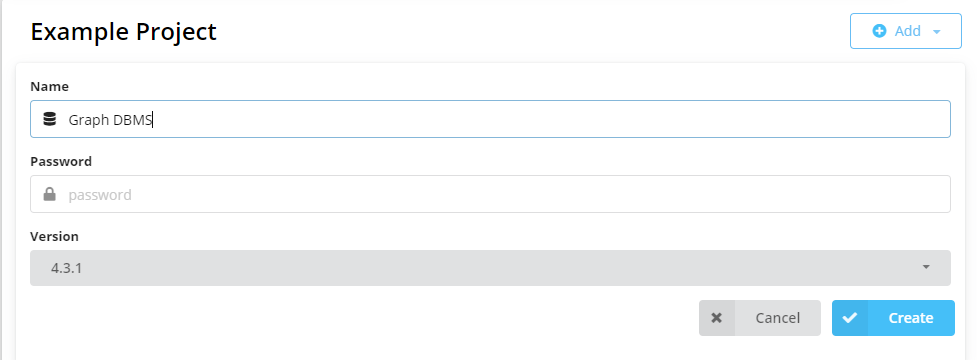 Example Project
Add
Name
Graph DBMS
Password
password
Version
4.3.1
Cancel
Create